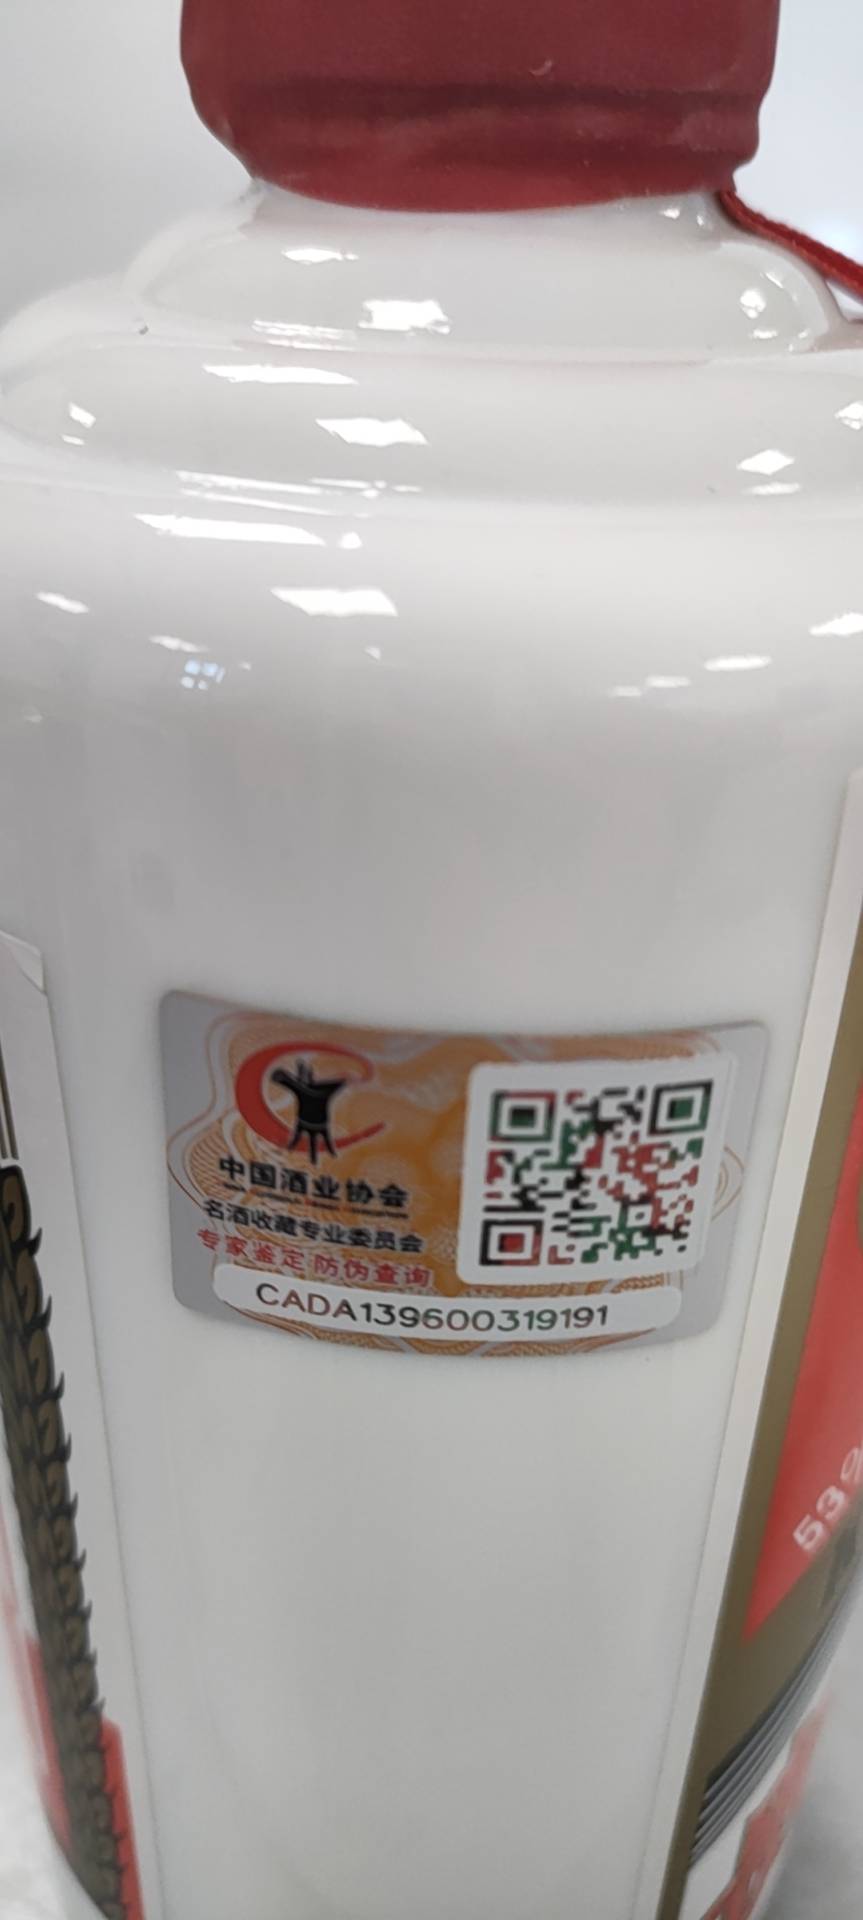 中国酒业协会
名酒收藏专业委员会
专家鉴定 防伪查询
CADA139600319191
53%